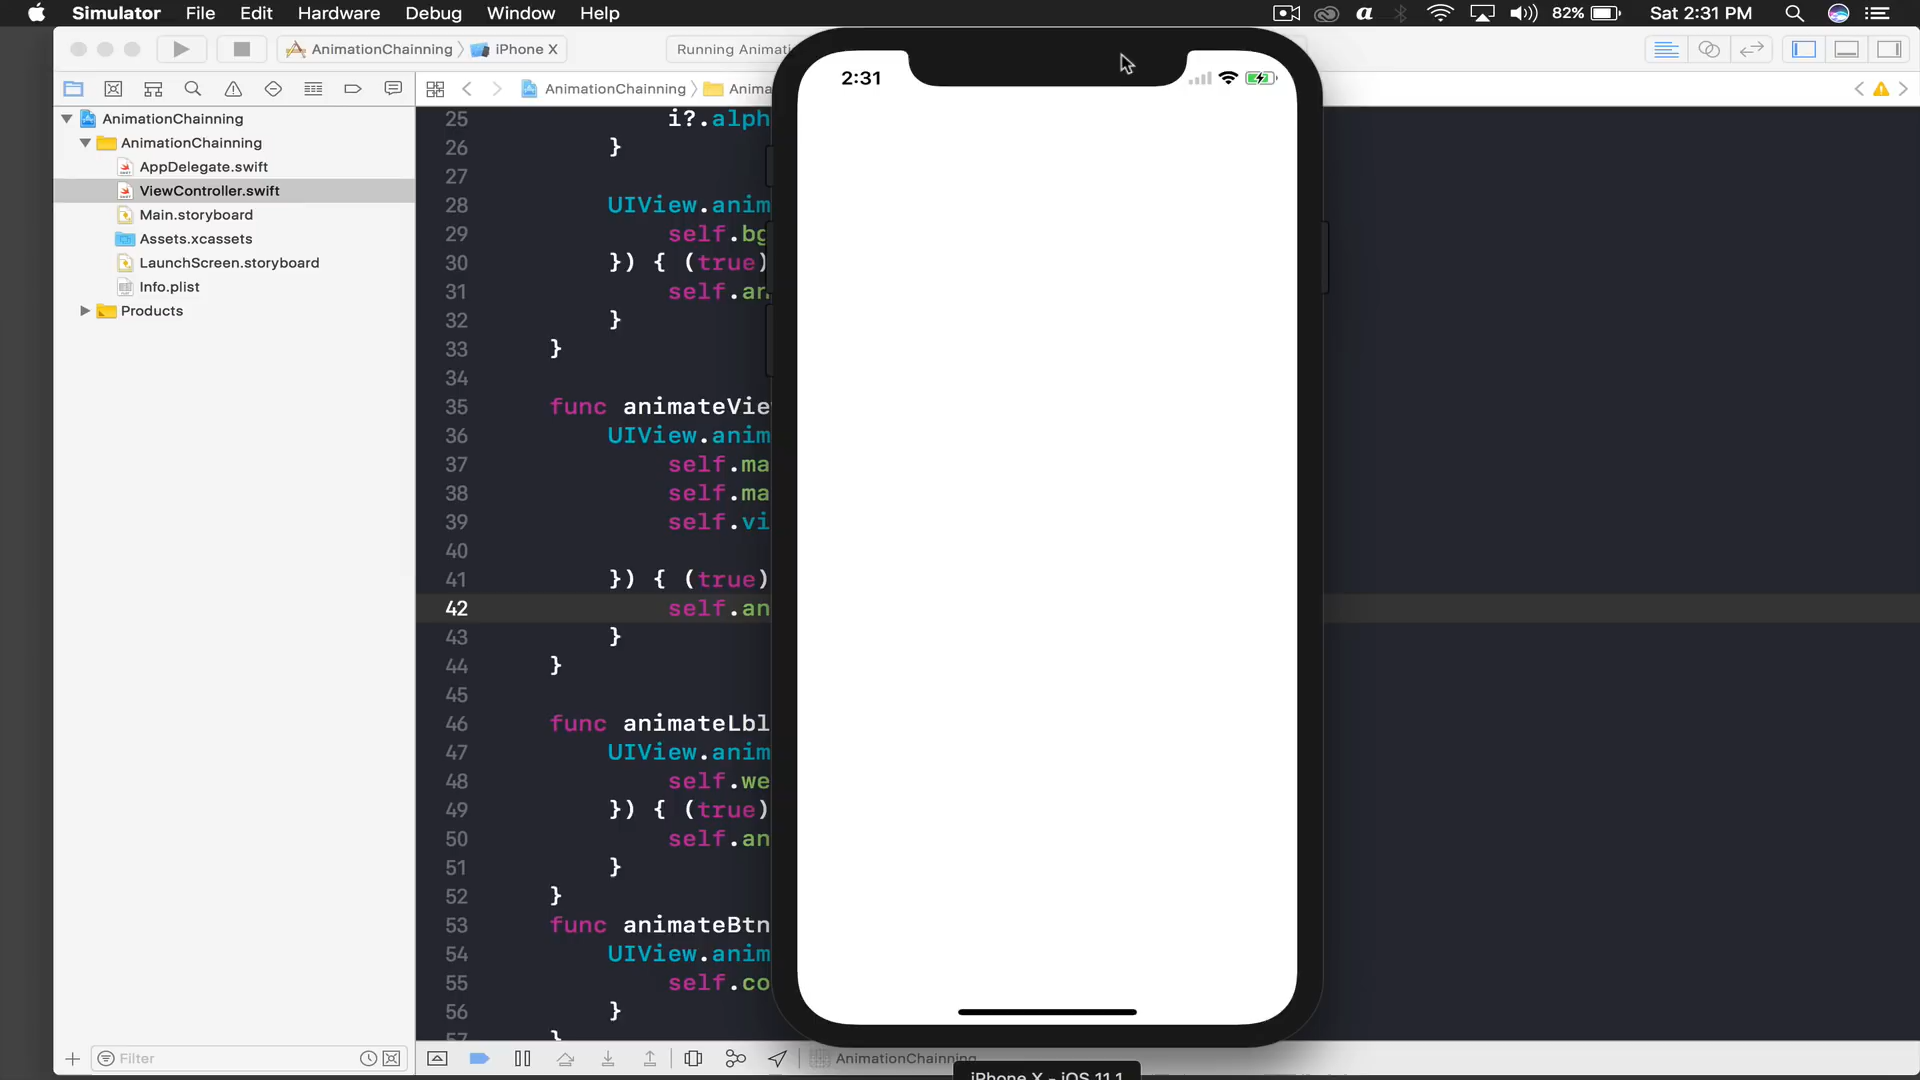 Simulator File Edit Hardware Debug Window Help 82% Sat 2:31 PM
AnimationChainning iPhone X Running Animati
AnimationChainning Anima
AnimationChainning
AnimationChainning
AppDelegate.swift
ViewController.swift
Main.storyboard
Assets.xcassets
LaunchScreen.storyboard
Info.plist
Products
25 i?.alph
26 }
27
28 UIView.anim
29 self.bg
30 }) { (true)
31 self.an
32 }
33 }
34
35 func animateVie
36 UIView.anim
37 self.ma
38 self.ma
39 self.vi
40
41 }) { (true)
42 self.an
43 }
44 }
45
46 func animateLbl
47 UIView.anim
48 self.we
49 }) { (true)
50 self.an
51 }
52 }
53 func animateBtn
54 UIView.anim
55 self.co
56 }
57 }
2:31
Filter
AnimationChainning
iPhone X - iOS 11.1